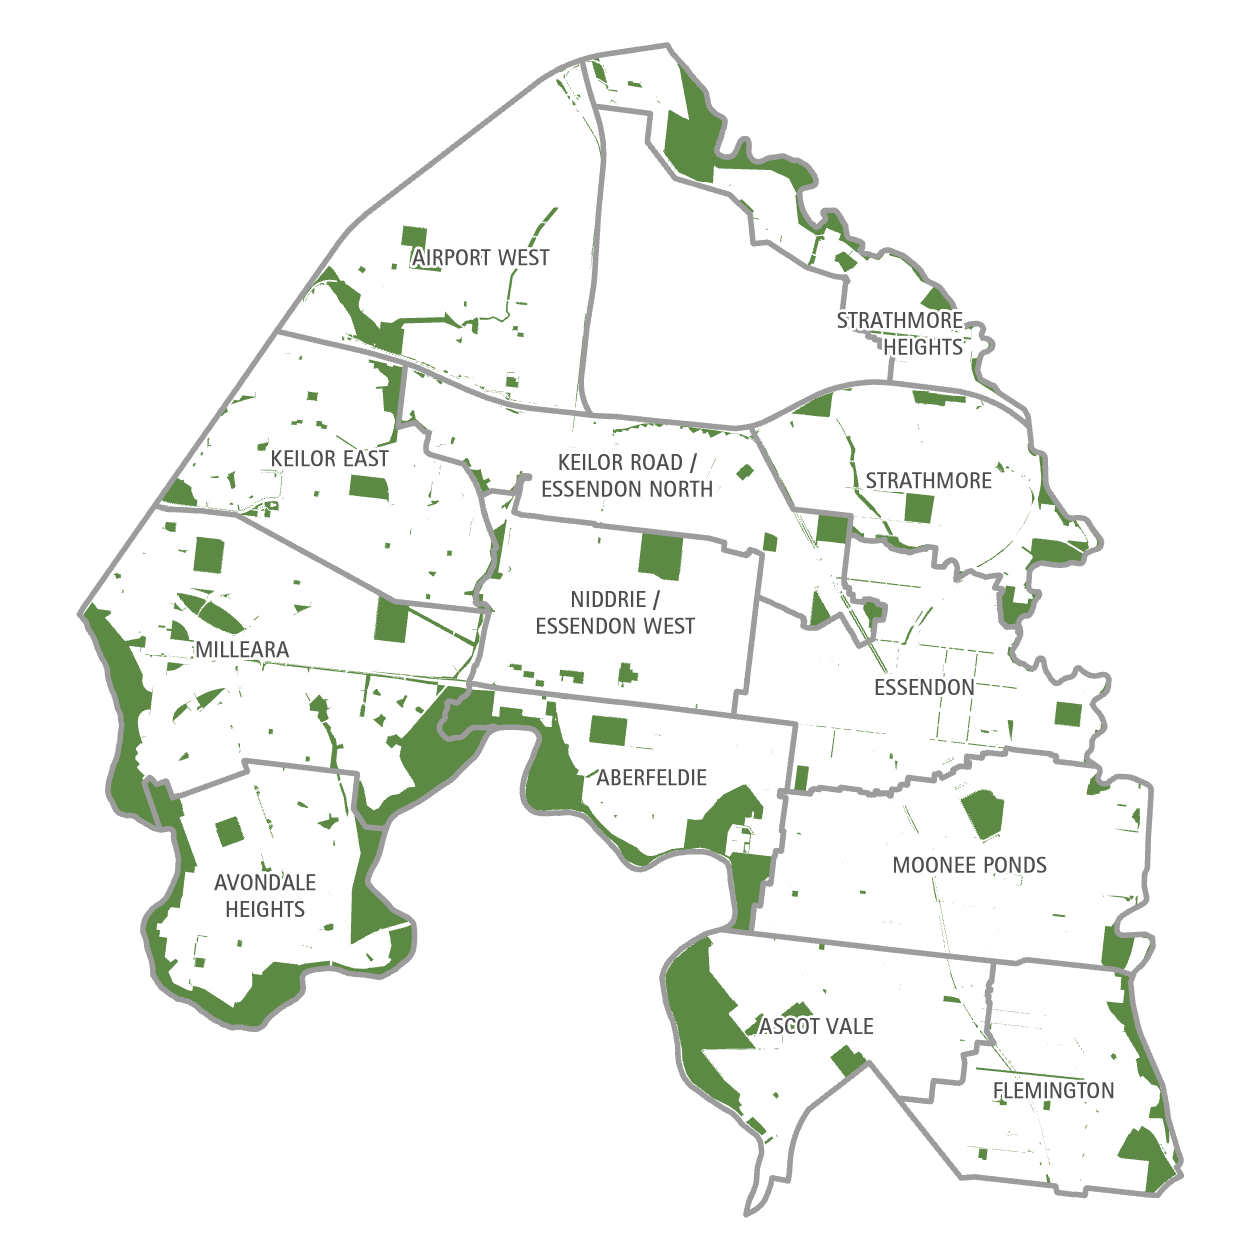 AIRPORT WEST
STRATHMORE
HEIGHTS
KEILOR EAST
KEILOR ROAD /
ESSENDON NORTH
STRATHMORE
NIDDRIE /
ESSENDON WEST
MILLEARA
ESSENDON
ABERFELDIE
MOONEE PONDS
AVONDALE
HEIGHTS
ASCOT VALE
FLEMINGTON